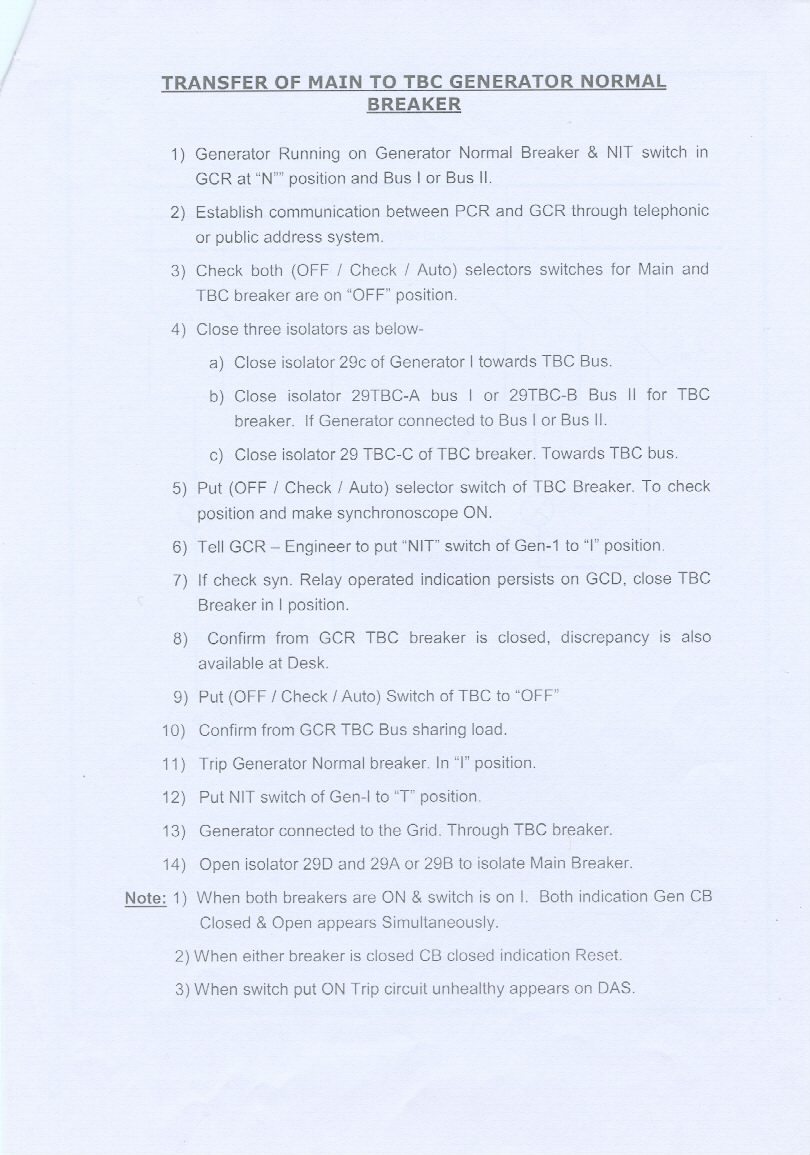 TRANSFER OF MAIN TO TBC GENERATOR NORMAL
BREAKER
1) Generator Running on Generator Normal Breaker & NIT switch in
GCR at “N”” position and Bus I or Bus II.
2) Establish communication between PCR and GCR through telephonic
or public address system.
3) Check both (OFF / Check / Auto) selectors switches for Main and
TBC breaker are on “OFF” position.
4) Close three isolators as below-
a) Close isolator 29c of Generator I towards TBC Bus.
b) Close isolator 29TBC-A bus I or 29TBC-B Bus II for TBC
breaker. If Generator connected to Bus I or Bus II.
c) Close isolator 29 TBC-C of TBC breaker. Towards TBC bus.
5) Put (OFF / Check / Auto) selector switch of TBC Breaker. To check
position and make synchronoscope ON.
6) Tell GCR – Engineer to put “NIT” switch of Gen-1 to “I” position.
7) If check syn. Relay operated indication persists on GCD, close TBC
Breaker in I position.
8) Confirm from GCR TBC breaker is closed, discrepancy is also
available at Desk.
9) Put (OFF / Check / Auto) Switch of TBC to “OFF”
10) Confirm from GCR TBC Bus sharing load.
11) Trip Generator Normal breaker. In “I” position.
12) Put NIT switch of Gen-I to “T” position.
13) Generator connected to the Grid. Through TBC breaker.
14) Open isolator 29D and 29A or 29B to isolate Main Breaker.
Note: 1) When both breakers are ON & switch is on I. Both indication Gen CB
Closed & Open appears Simultaneously.
2) When either breaker is closed CB closed indication Reset.
3) When switch put ON Trip circuit unhealthy appears on DAS.